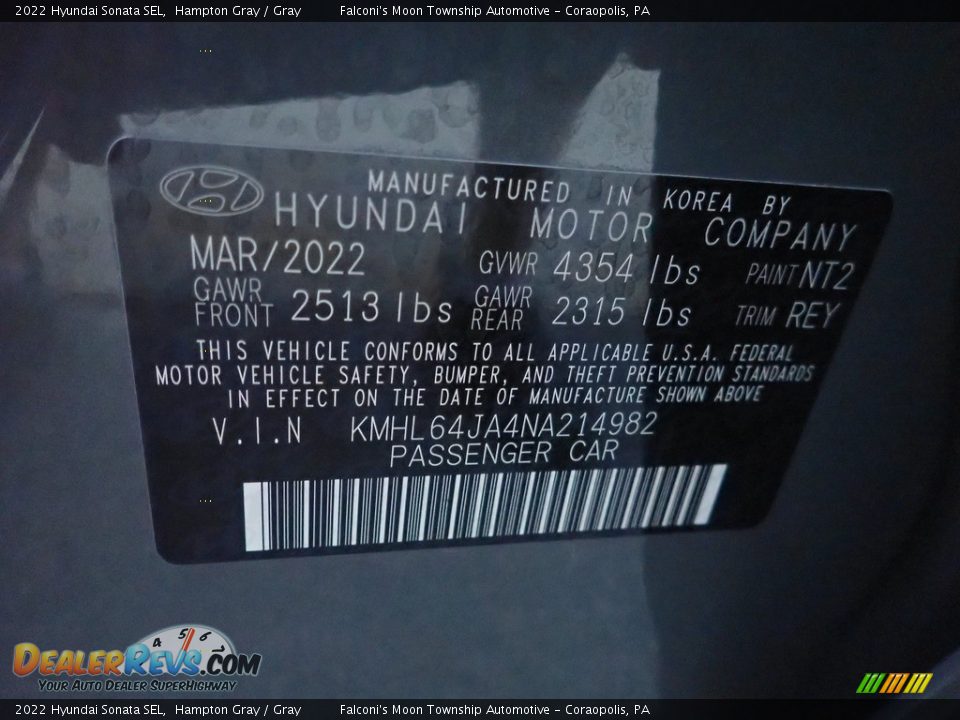 2022 Hyundai Sonata SEL, Hampton Gray / Gray Falconi's Moon Township Automotive - Coraopolis, PA
MANUFACTURED IN KOREA BY
HYUNDAI MOTOR COMPANY
MAR/2022 GVWR 4354 lbs PAINT NT2
GAWR FRONT 2513 lbs GAWR REAR 2315 lbs TRIM REY
THIS VEHICLE CONFORMS TO ALL APPLICABLE U.S.A. FEDERAL
MOTOR VEHICLE SAFETY, BUMPER, AND THEFT PREVENTION STANDARDS
IN EFFECT ON THE DATE OF MANUFACTURE SHOWN ABOVE
V.I.N KMHL64JA4NA214982
PASSENGER CAR
4 5 6 7
DealerRevs.com
Your Auto Dealer SuperHighway
2022 Hyundai Sonata SEL, Hampton Gray / Gray Falconi's Moon Township Automotive - Coraopolis, PA